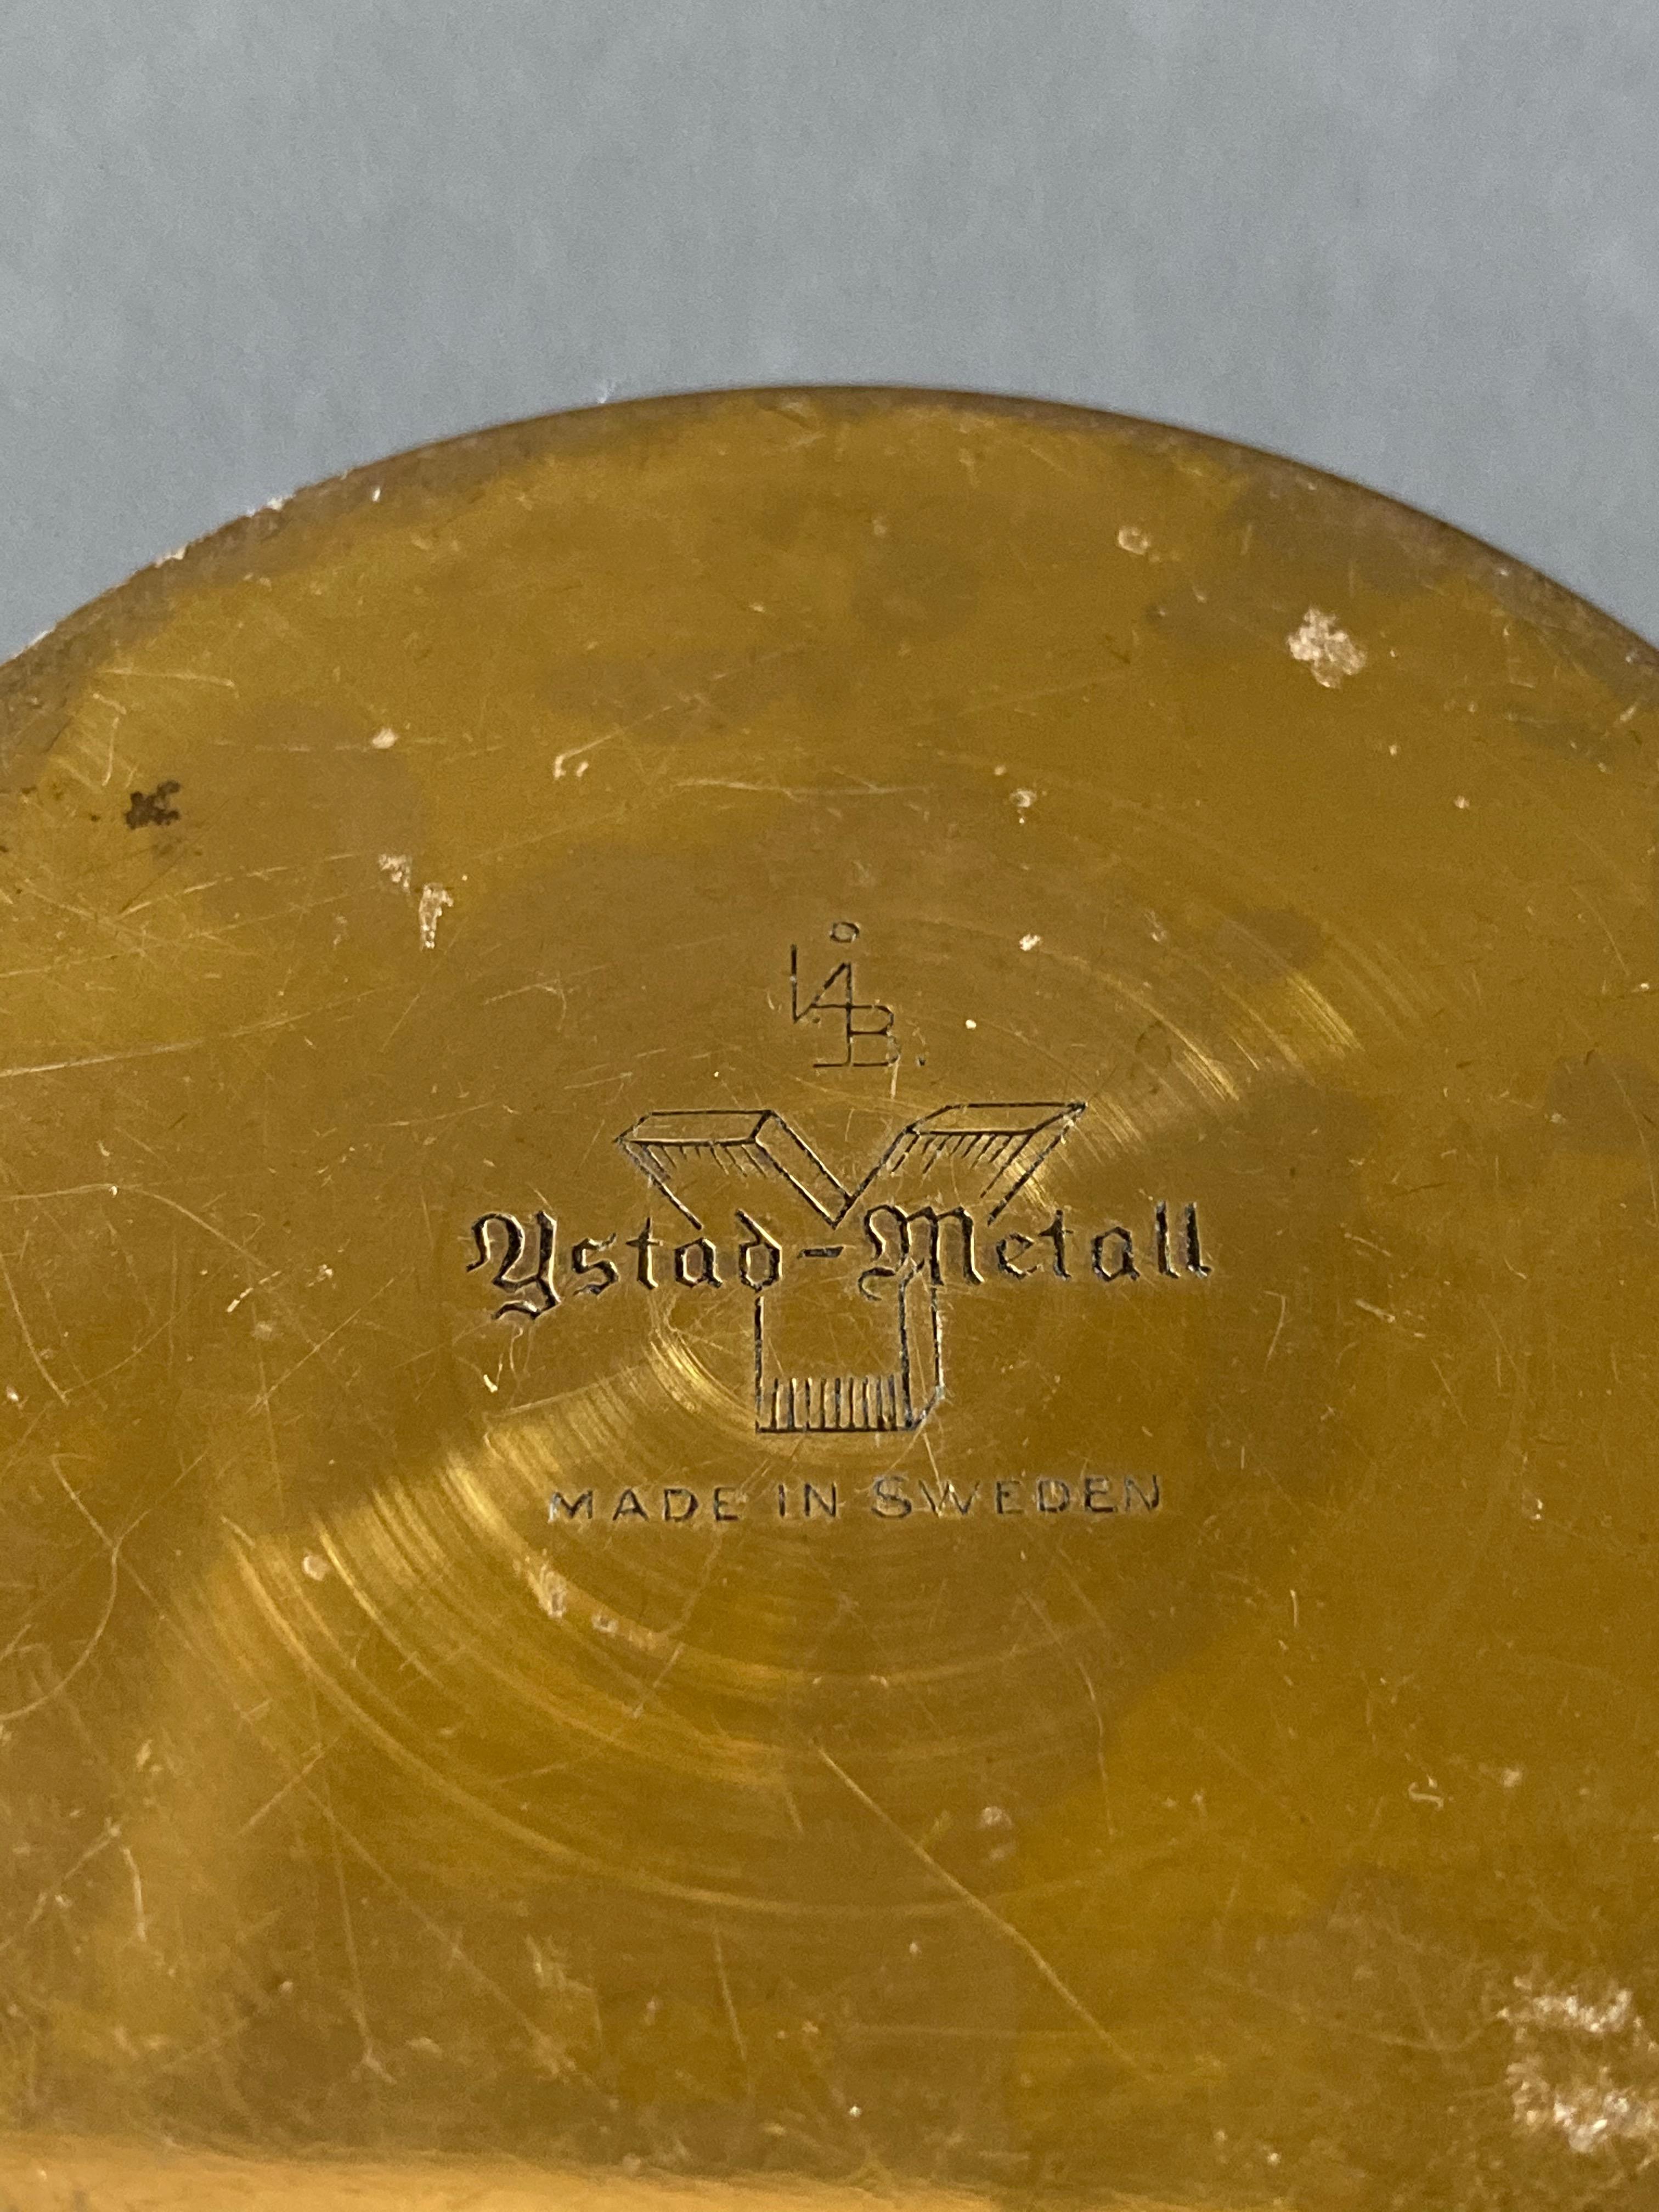 IÅB.
Y
Ystad-Metall
MADE IN SWEDEN